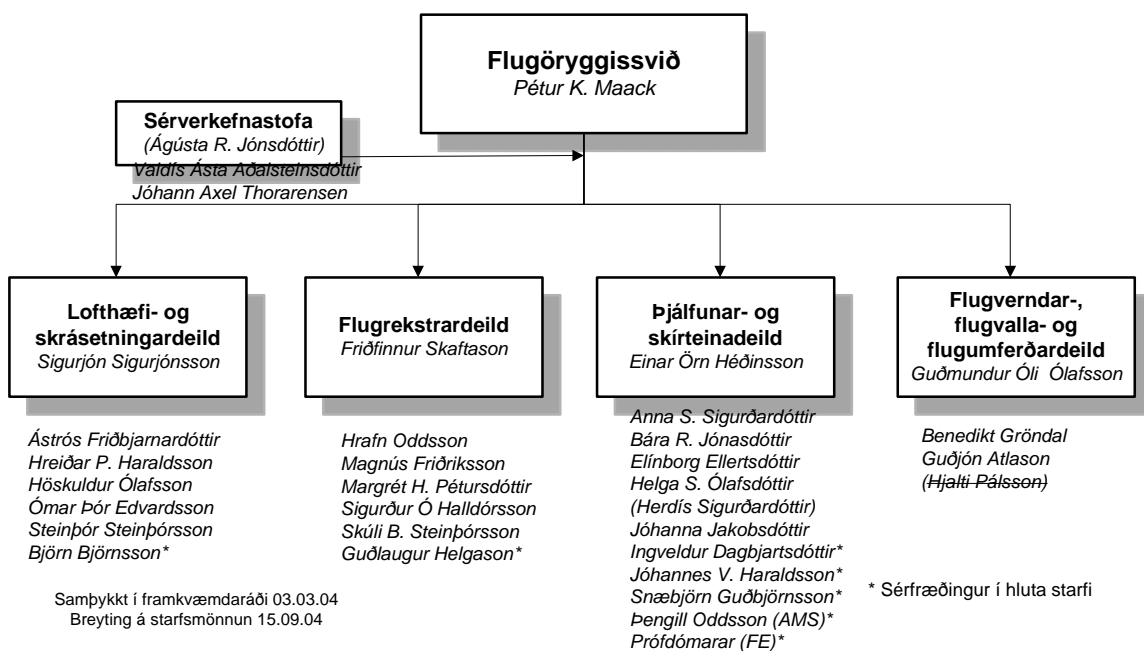 Flugöryggissvið
Pétur K. Maack
Sérverkefnastofa
(Ágústa R. Jónsdóttir)
Valdís Ásta Aðalsteinsdóttir
Jóhann Axel Thorarensen
Lofthæfi- og
skrásetningardeild
Sigurjón Sigurjónsson
Ástrós Friðbjarnardóttir
Hreiðar P. Haraldsson
Höskuldur Ólafsson
Ómar Þór Edvardsson
Steinþór Steinþórsson
Björn Björnsson*
Flugrekstrardeild
Friðfinnur Skaftason
Hrafn Oddsson
Magnús Friðriksson
Margrét H. Pétursdóttir
Sigurður Ó Halldórsson
Skúli B. Steinþórsson
Guðlaugur Helgason*
Þjálfunar- og
skírteinadeild
Einar Örn Héðinsson
Anna S. Sigurðardóttir
Bára R. Jónasdóttir
Elínborg Ellertsdóttir
Helga S. Ólafsdóttir
(Herdís Sigurðardóttir)
Jóhanna Jakobsdóttir
Ingveldur Dagbjartsdóttir*
Jóhannes V. Haraldsson*
Snæbjörn Guðbjörnsson*
Þengill Oddsson (AMS)*
Prófdómarar (FE)*
Flugverndar-,
flugvalla- og
flugumferðardeild
Guðmundur Óli Ólafsson
Benedikt Gröndal
Guðjón Atlason
(Hjalti Pálsson)
* Sérfræðingur í hluta starfi
Samþykkt í framkvæmdaráði 03.03.04
Breyting á starfsmönnun 15.09.04